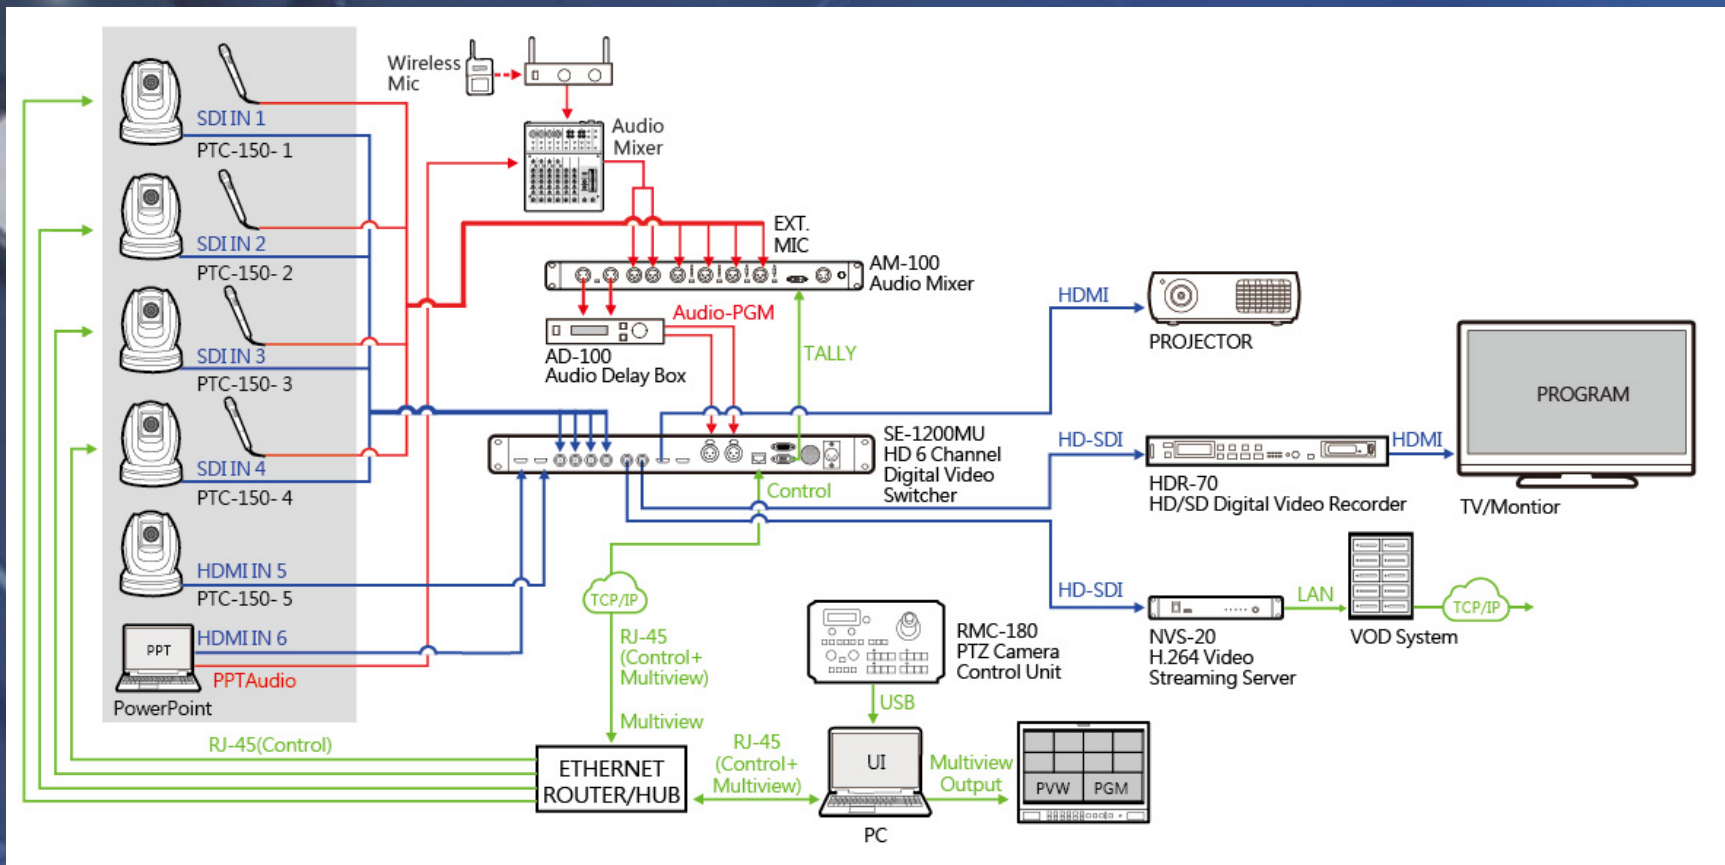 Wireless
Mic
Audio
Mixer
SDI IN 1
PTC-150- 1
SDI IN 2
PTC-150- 2
SDI IN 3
PTC-150- 3
SDI IN 4
PTC-150- 4
HDMI IN 5
PTC-150- 5
HDMI IN 6
PPT
PPTAudio
PowerPoint
EXT.
MIC
AM-100
Audio Mixer
Audio-PGM
AD-100
Audio Delay Box
TALLY
HDMI
PROJECTOR
SE-1200MU
HD 6 Channel
Digital Video
Switcher
Control
HD-SDI
HDMI
HDR-70
HD/SD Digital Video Recorder
PROGRAM
TV/Montior
HD-SDI
NVS-20
H.264 Video
Streaming Server
LAN
VOD System
TCP/IP
TCP/IP
RJ-45
(Control+
Multiview)
Multiview
RMC-180
PTZ Camera
Control Unit
USB
RJ-45(Control)
ETHERNET
ROUTER/HUB
RJ-45
(Control+
Multiview)
UI
PC
Multiview
Output
PVW
PGM